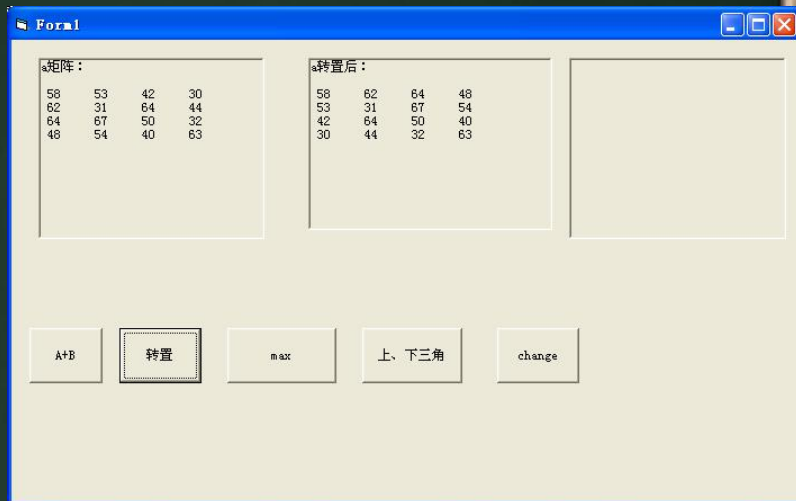 Form1
a矩阵：
58 53 42 30
62 31 64 44
64 67 50 32
48 54 40 63
a转置后：
58 62 64 48
53 31 67 54
42 64 50 40
30 44 32 63
A+B
转置
max
上、下三角
change